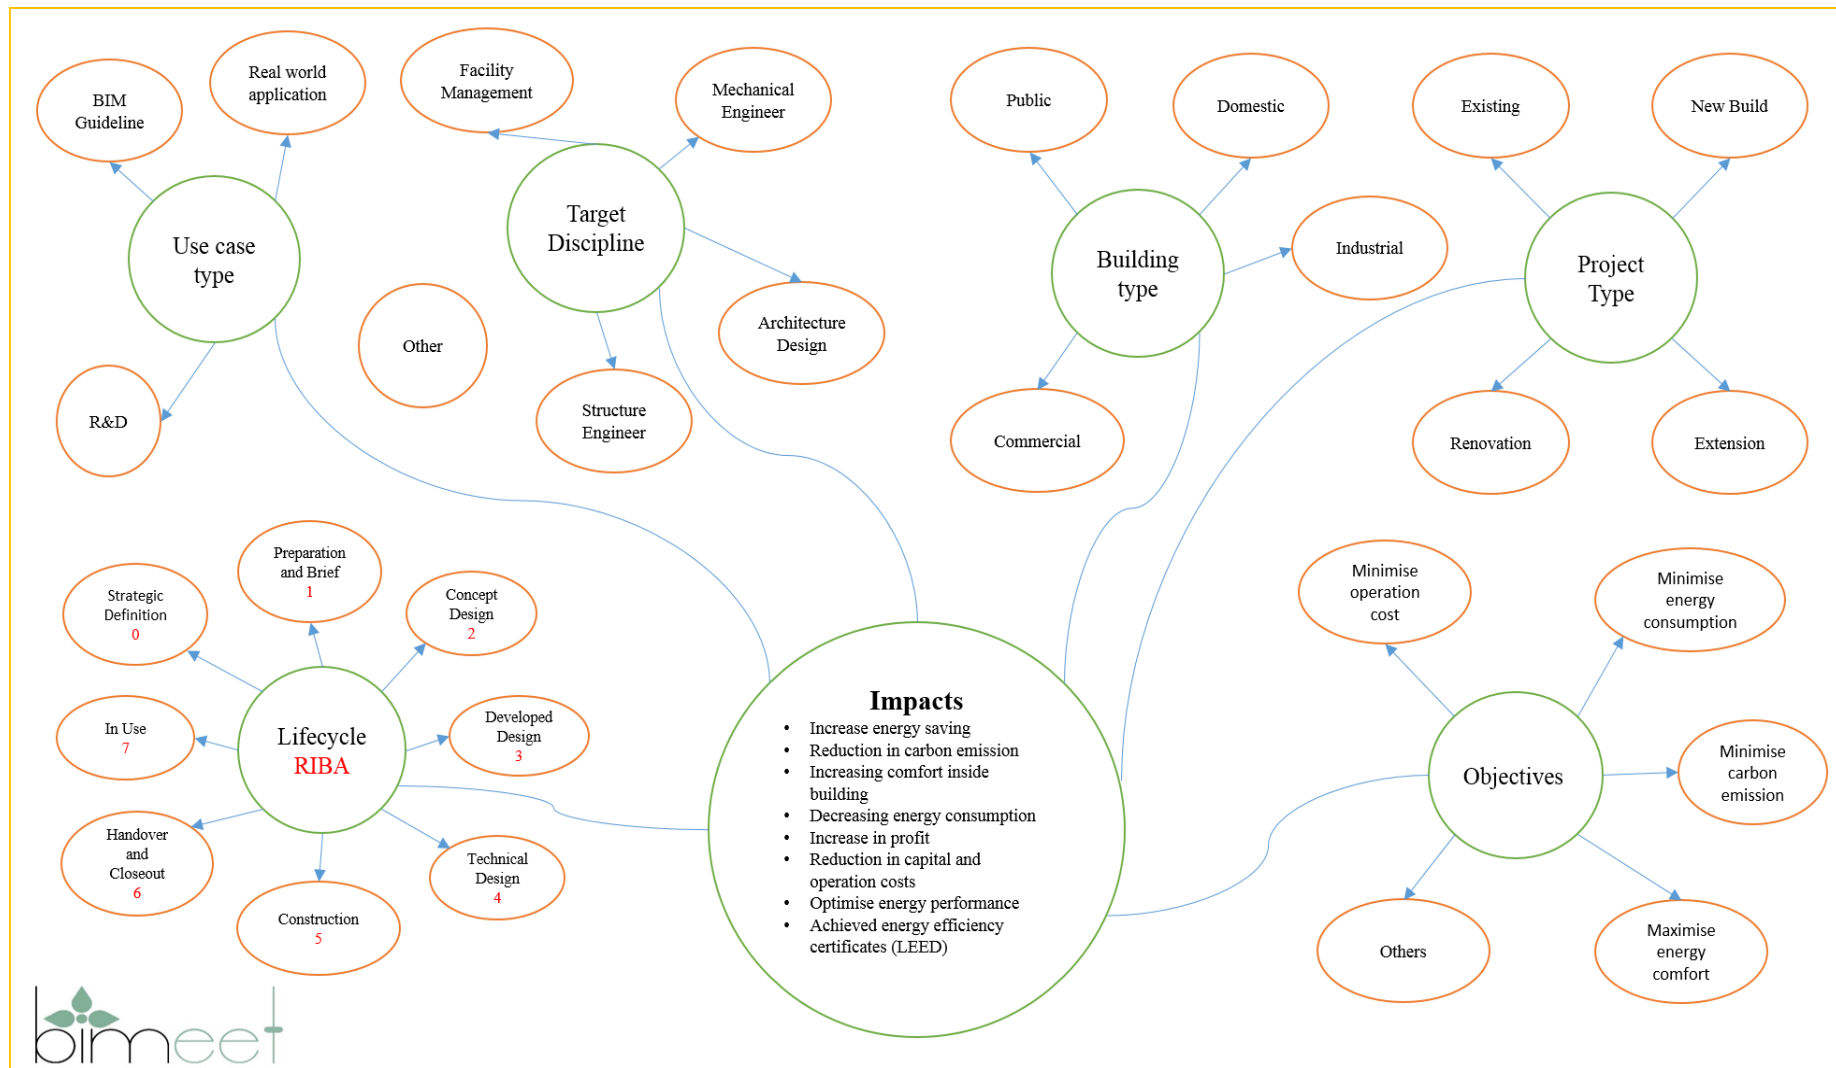 BIM
Guideline
Real world
application
Use case
type
R&D
Facility
Management
Mechanical
Engineer
Target
Discipline
Architecture
Design
Structure
Engineer
Other
Public
Domestic
Industrial
Building
type
Commercial
Existing
New Build
Project
Type
Renovation
Extension
Strategic
Definition
0
Preparation
and Brief
1
Concept
Design
2
Developed
Design
3
Technical
Design
4
Construction
5
Handover
and
Closeout
6
In Use
7
Lifecycle
RIBA
Impacts
• Increase energy saving
• Reduction in carbon emission
• Increasing comfort inside
building
• Decreasing energy consumption
• Increase in profit
• Reduction in capital and
operation costs
• Optimise energy performance
• Achieved energy efficiency
certificates (LEED)
Minimise
operation
cost
Minimise
energy
consumption
Minimise
carbon
emission
Objectives
Others
Maximise
energy
comfort
bimeet